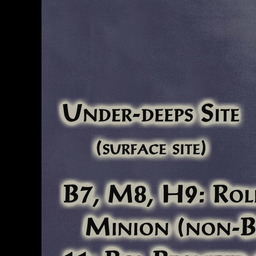 Under-deeps Site
(surface site)
B7, M8, H9: Rol
Minion (non-B